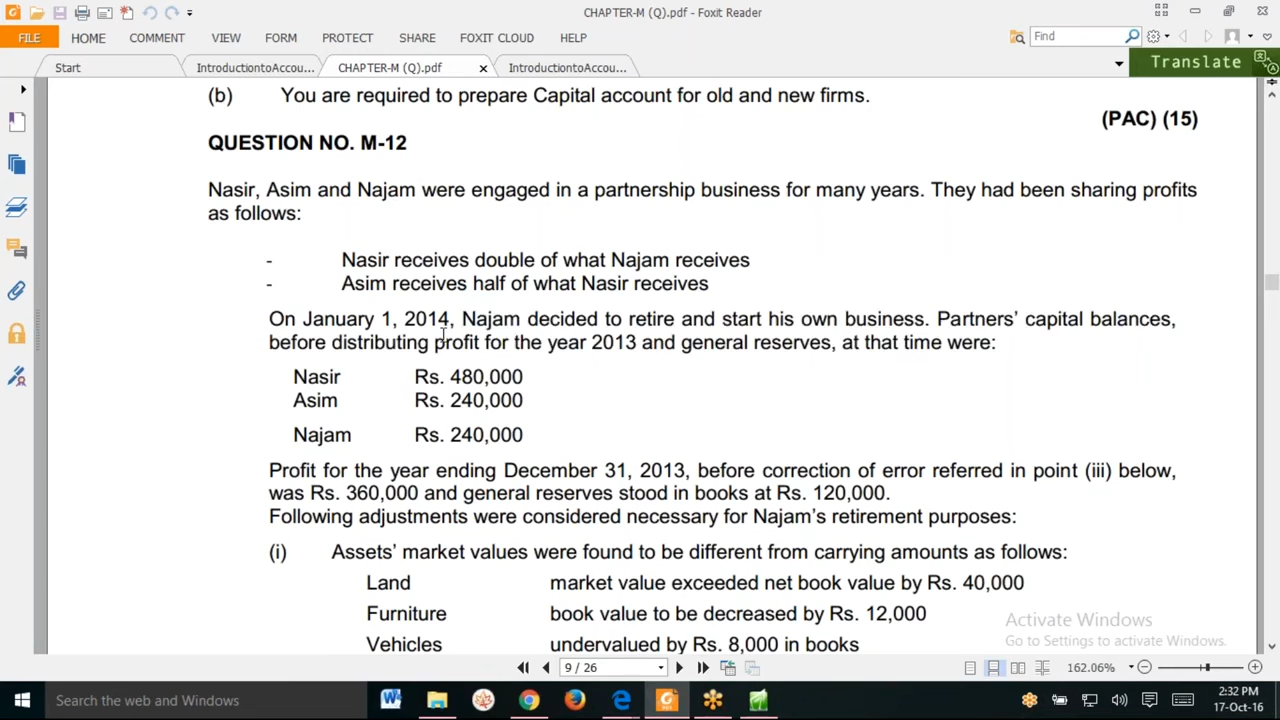 CHAPTER-M (Q).pdf - Foxit Reader
FILE HOME COMMENT VIEW FORM PROTECT SHARE FOXIT CLOUD HELP Find
Start IntroductiontoAccou... CHAPTER-M (Q).pdf IntroductiontoAccou... Translate
(b) You are required to prepare Capital account for old and new firms.
(PAC) (15)
QUESTION NO. M-12
Nasir, Asim and Najam were engaged in a partnership business for many years. They had been sharing profits
as follows:
- Nasir receives double of what Najam receives
- Asim receives half of what Nasir receives
On January 1, 2014, Najam decided to retire and start his own business. Partners' capital balances,
before distributing profit for the year 2013 and general reserves, at that time were:
Nasir Rs. 480,000
Asim Rs. 240,000
Najam Rs. 240,000
Profit for the year ending December 31, 2013, before correction of error referred in point (iii) below,
was Rs. 360,000 and general reserves stood in books at Rs. 120,000.
Following adjustments were considered necessary for Najam's retirement purposes:
(i) Assets' market values were found to be different from carrying amounts as follows:
Land market value exceeded net book value by Rs. 40,000
Furniture book value to be decreased by Rs. 12,000
Vehicles undervalued by Rs. 8,000 in books
Activate Windows
Go to Settings to activate Windows.
9 / 26 162.06%
Search the web and Windows
2:32 PM
17-Oct-16